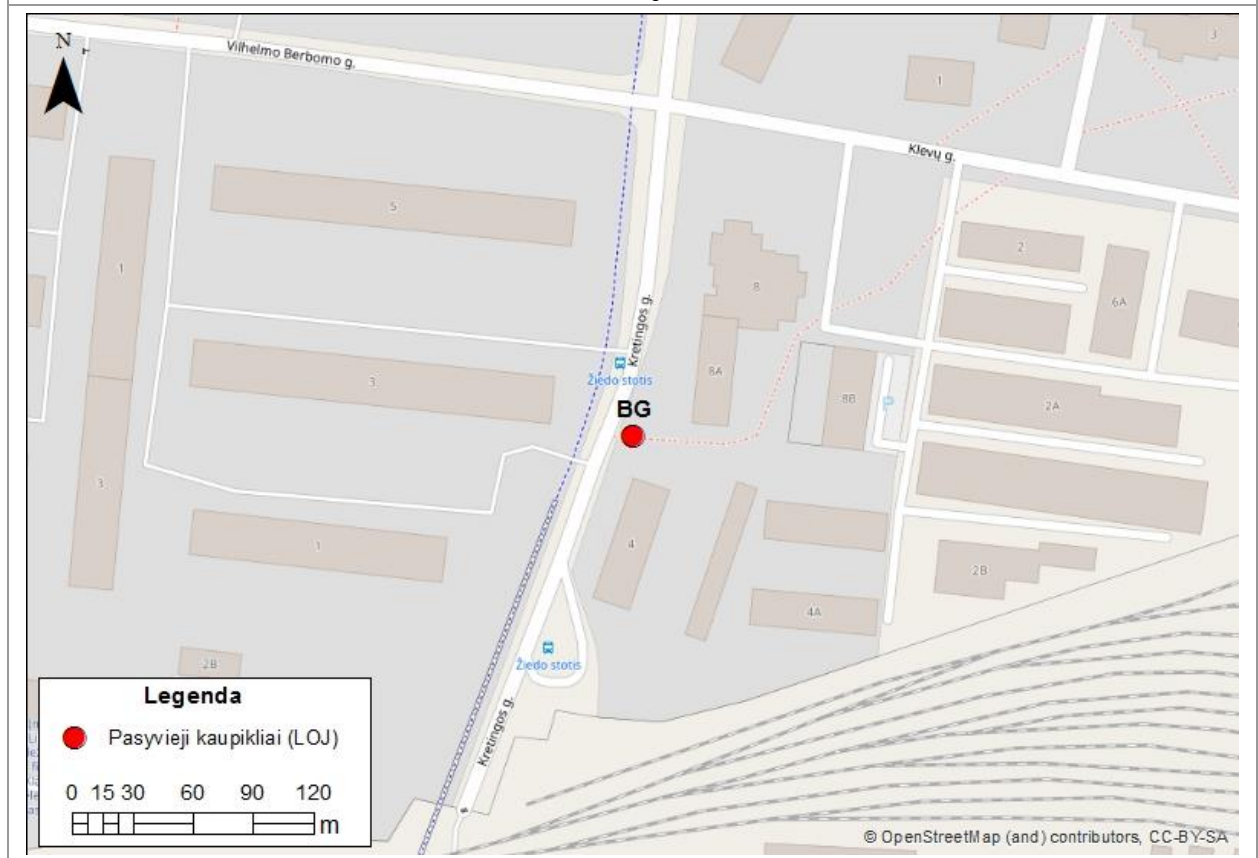 N
Vilhelmo Berbomo g.
3
1
Klevų g.
5
2
1
8
6A
Kretingos g.
Žiedo stotis
3
8A
8B
2A
BG
3
1
4
2B
4A
Žiedo stotis
2B
Kretingos g.
Legenda
Pasyvieji kaupikliai (LOJ)
0 15 30 60 90 120
m
© OpenStreetMap (and) contributors, CC-BY-SA